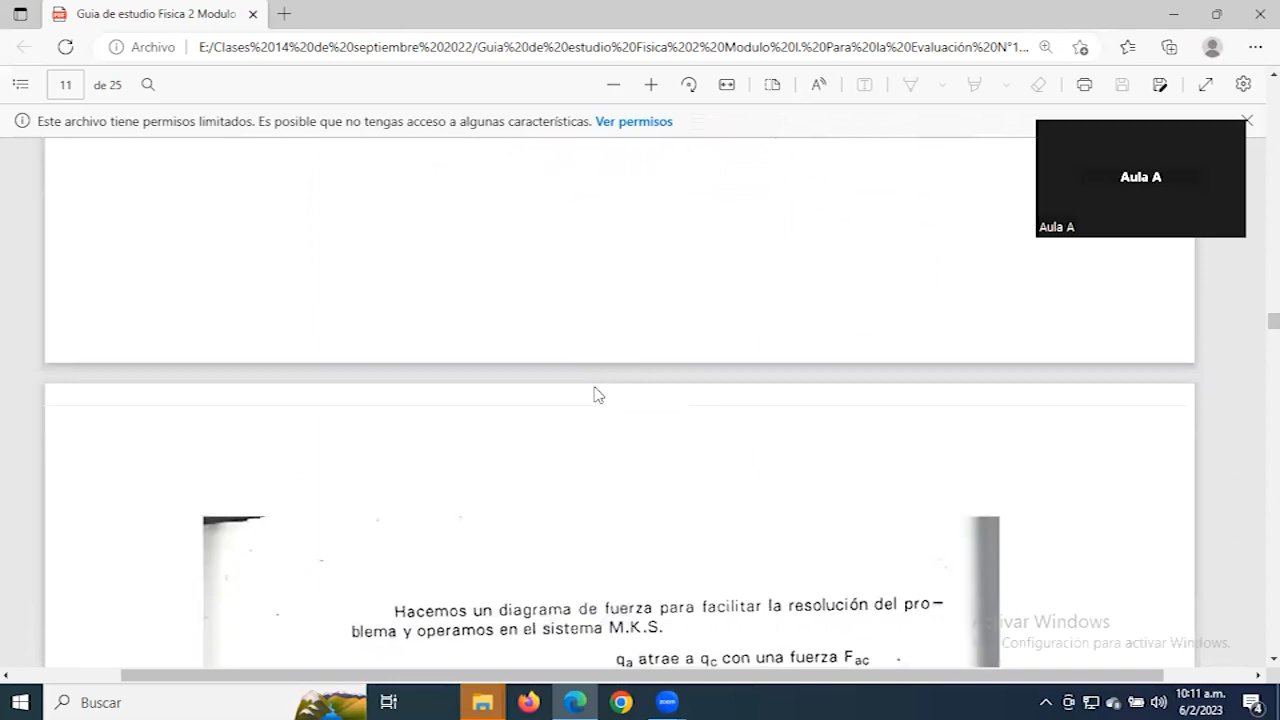 Guia de estudio Fisica 2 Modulo
Archivo
E:/Clases%2014%20de%20septiembre%202022/Guia%20de%20estudio%20Fisica%202%20Modulo%20I.%20Para%20la%20Evaluación%20N°1...
11
de 25
Este archivo tiene permisos limitados. Es posible que no tengas acceso a algunas características. Ver permisos
Aula A
Aula A
Hacemos un diagrama de fuerza para facilitar la resolución del pro-
blema y operamos en el sistema M.K.S.
qa atrae a qc con una fuerza Fac
Activar Windows
Configuración para activar Windows.
Buscar
zoom
10:11 a.m.
6/2/2023
4